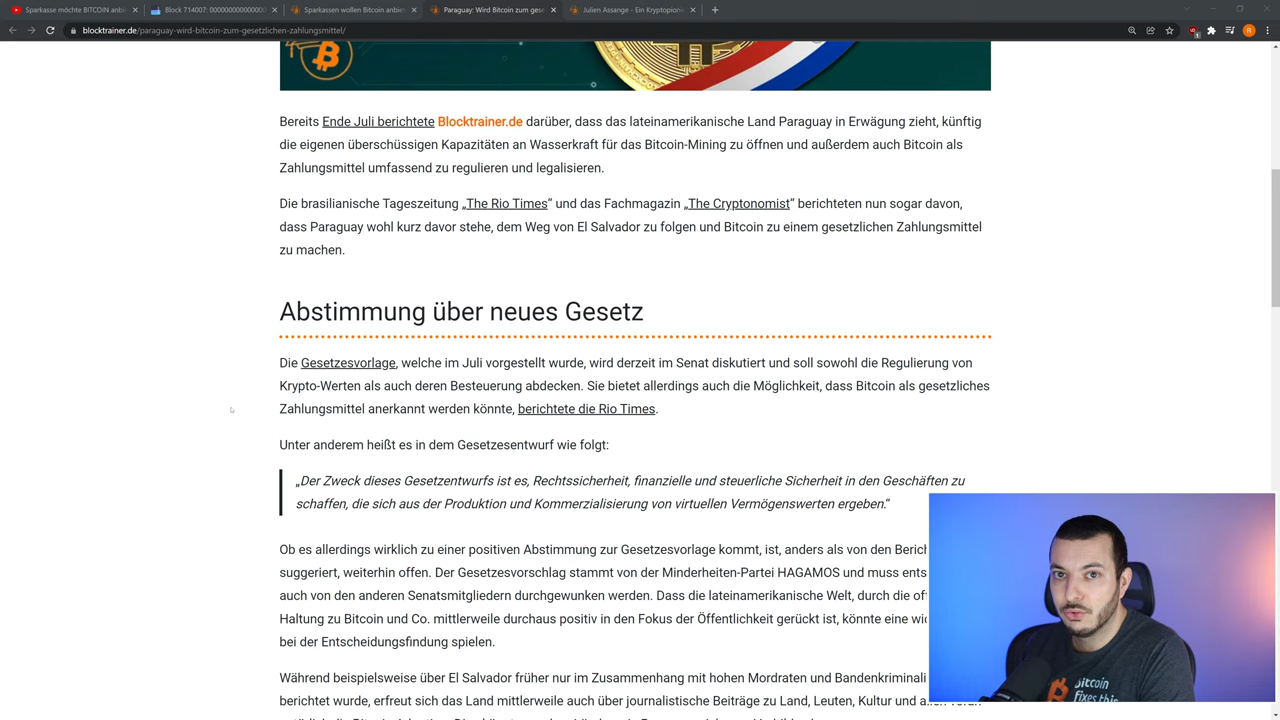 Sparkasse möchte BITCOIN anbi
Block 714007: 0000000000000
Sparkassen wollen Bitcoin anbie
Paraguay: Wird Bitcoin zum gese
Julien Assange - Ein Kryptopion
blocktrainer.de/paraguay-wird-bitcoin-zum-gesetzlichen-zahlungsmittel/
Bereits Ende Juli berichtete Blocktrainer.de darüber, dass das lateinamerikanische Land Paraguay in Erwägung zieht, künftig
die eigenen überschüssigen Kapazitäten an Wasserkraft für das Bitcoin-Mining zu öffnen und außerdem auch Bitcoin als
Zahlungsmittel umfassend zu regulieren und legalisieren.
Die brasilianische Tageszeitung „The Rio Times“ und das Fachmagazin „The Cryptonomist“ berichteten nun sogar davon,
dass Paraguay wohl kurz davor stehe, dem Weg von El Salvador zu folgen und Bitcoin zu einem gesetzlichen Zahlungsmittel
zu machen.
Abstimmung über neues Gesetz
Die Gesetzesvorlage, welche im Juli vorgestellt wurde, wird derzeit im Senat diskutiert und soll sowohl die Regulierung von
Krypto-Werten als auch deren Besteuerung abdecken. Sie bietet allerdings auch die Möglichkeit, dass Bitcoin als gesetzliches
Zahlungsmittel anerkannt werden könnte, berichtete die Rio Times.
Unter anderem heißt es in dem Gesetzesentwurf wie folgt:
„Der Zweck dieses Gesetzentwurfs ist es, Rechtssicherheit, finanzielle und steuerliche Sicherheit in den Geschäften zu
schaffen, die sich aus der Produktion und Kommerzialisierung von virtuellen Vermögenswerten ergeben.“
Ob es allerdings wirklich zu einer positiven Abstimmung zur Gesetzesvorlage kommt, ist, anders als von den Berich
suggeriert, weiterhin offen. Der Gesetzesvorschlag stammt von der Minderheiten-Partei HAGAMOS und muss ents
auch von den anderen Senatsmitgliedern durchgewunken werden. Dass die lateinamerikanische Welt, durch die of
Haltung zu Bitcoin und Co. mittlerweile durchaus positiv in den Fokus der Öffentlichkeit gerückt ist, könnte eine wic
bei der Entscheidungsfindung spielen.
Während beispielsweise über El Salvador früher nur im Zusammenhang mit hohen Mordraten und Bandenkriminali
berichtet wurde, erfreut sich das Land mittlerweile auch über journalistische Beiträge zu Land, Leuten, Kultur und
Bitcoin
fixes this